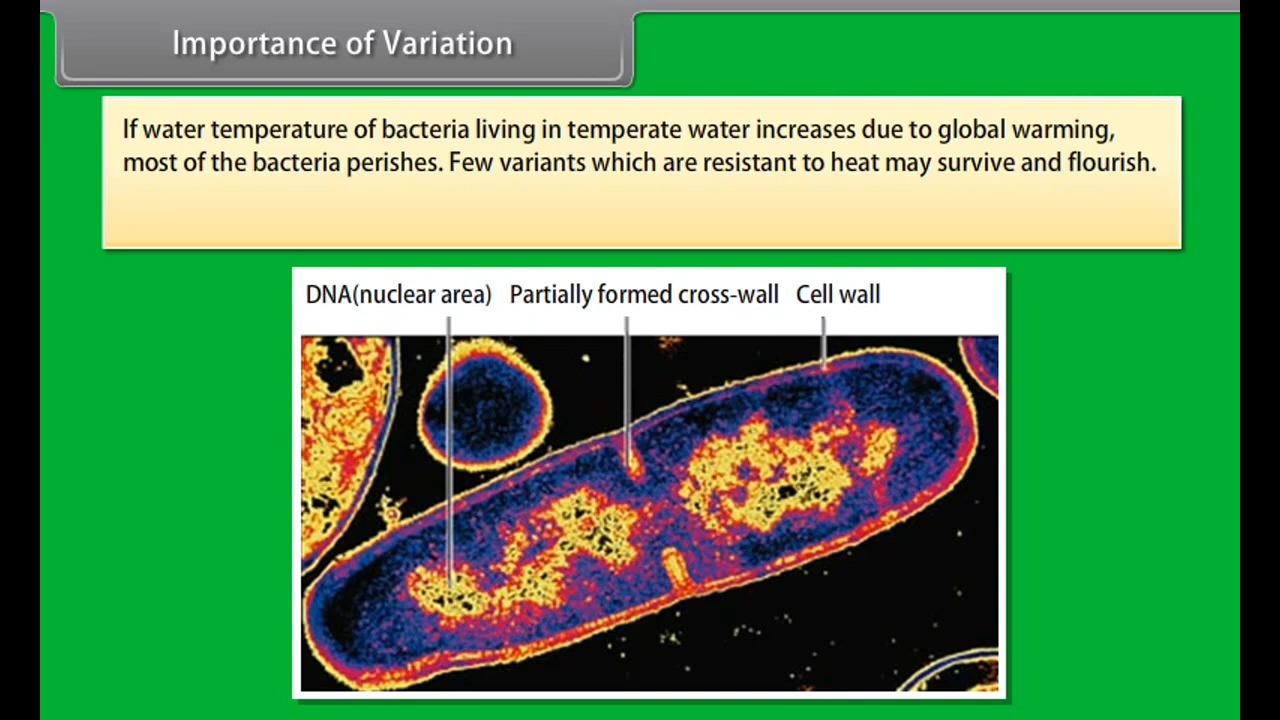 Importance of Variation
If water temperature of bacteria living in temperate water increases due to global warming,
most of the bacteria perishes. Few variants which are resistant to heat may survive and flourish.
DNA(nuclear area) Partially formed cross-wall Cell wall